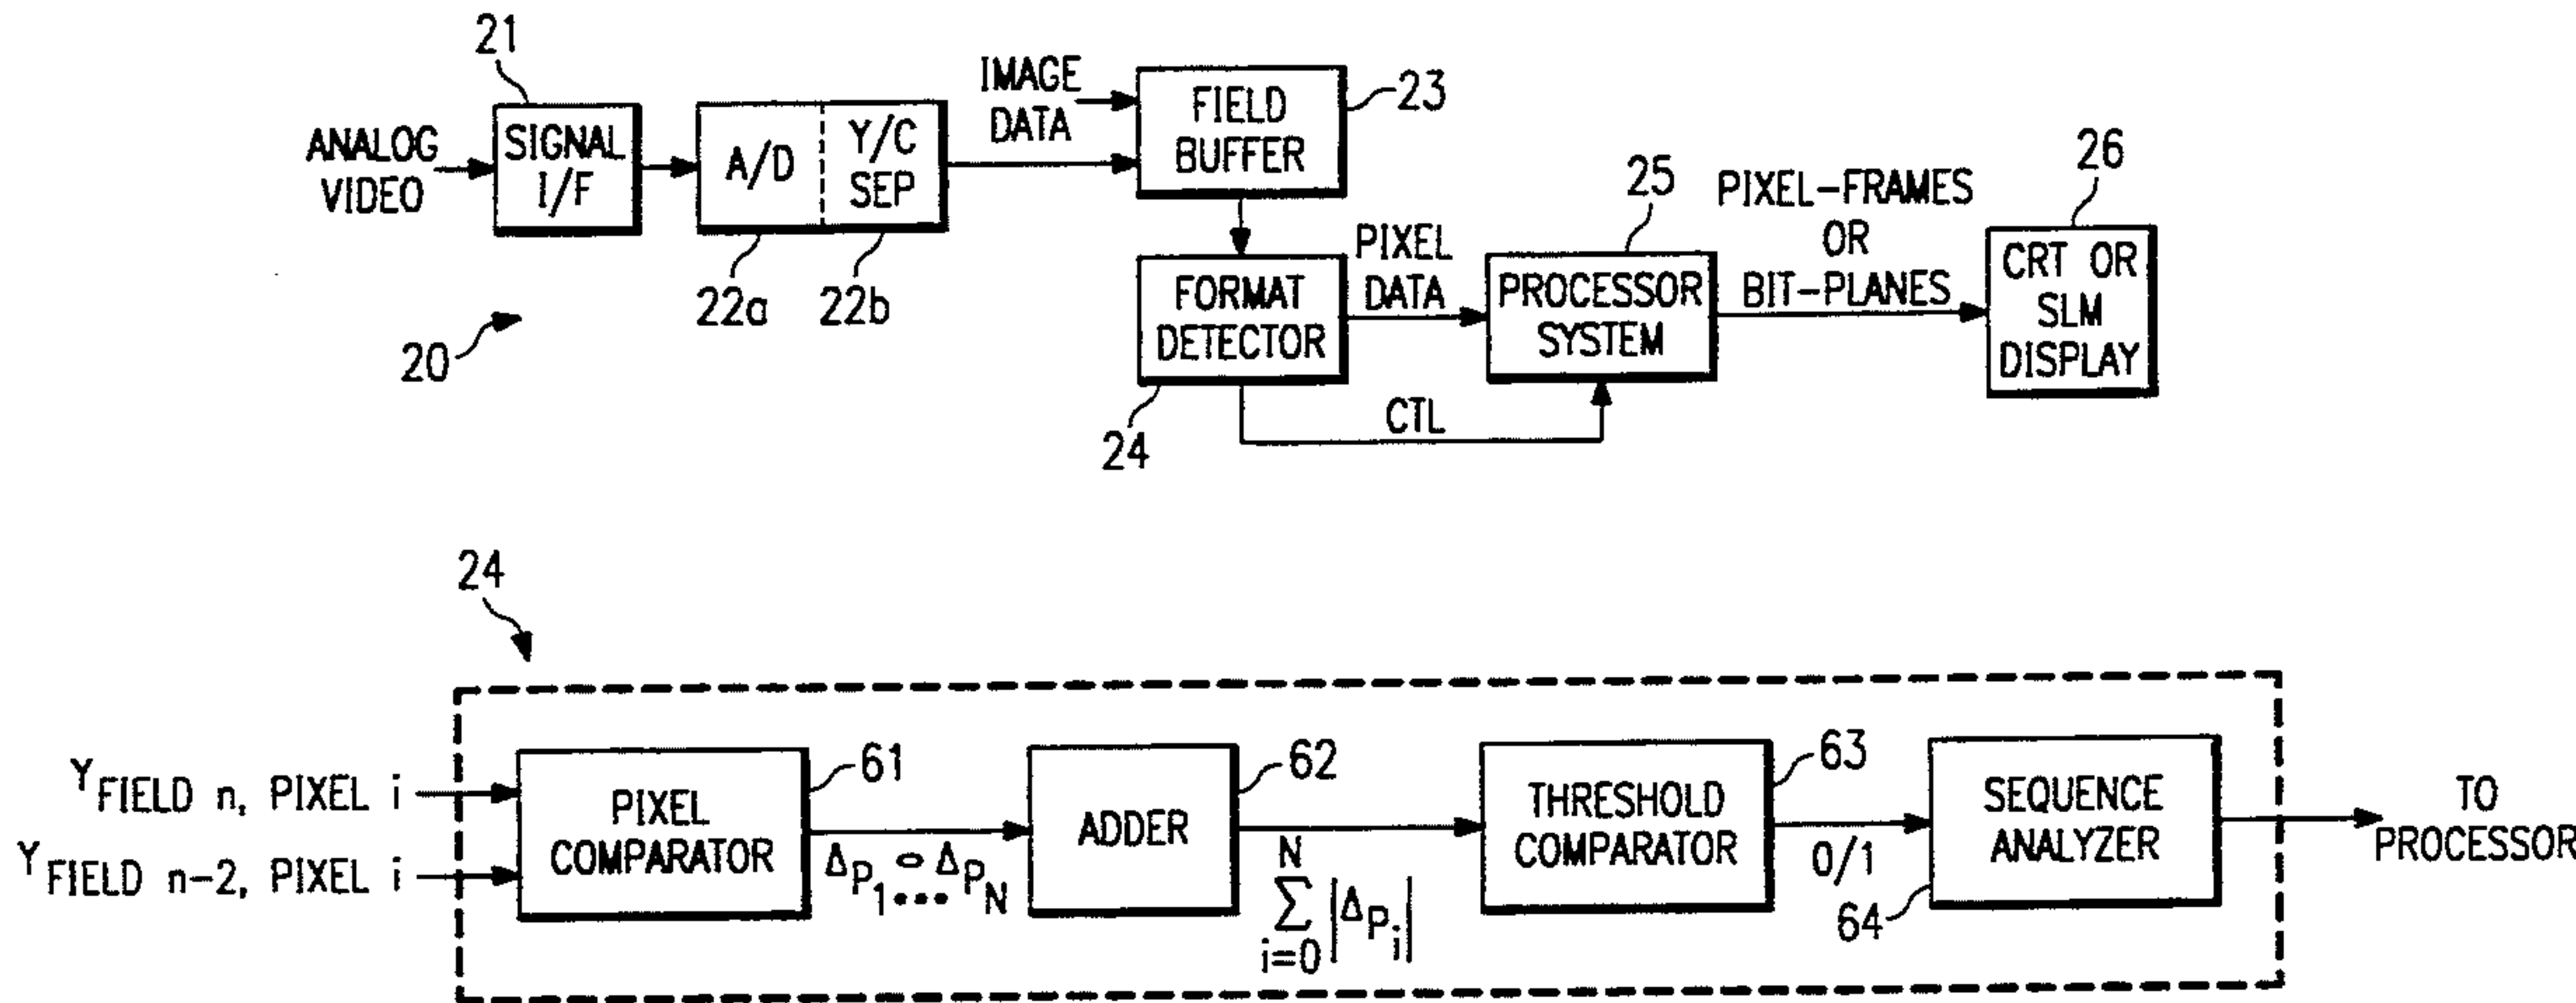 21
ANALOG
VIDEO
SIGNAL
I/F
A/D
Y/C
SEP
22a
22b
20
IMAGE
DATA
FIELD
BUFFER
23
FORMAT
DETECTOR
24
PIXEL
DATA
CTL
25
PROCESSOR
SYSTEM
PIXEL-FRAMES
OR
BIT-PLANES
26
CRT OR
SLM
DISPLAY
24
Y FIELD n, PIXEL i
Y FIELD n-2, PIXEL i
PIXEL
COMPARATOR
61
ΔP1 - ΔPN
ADDER
62
N
∑ |ΔPi|
i=0
THRESHOLD
COMPARATOR
63
0/1
64
SEQUENCE
ANALYZER
TO
PROCESSOR